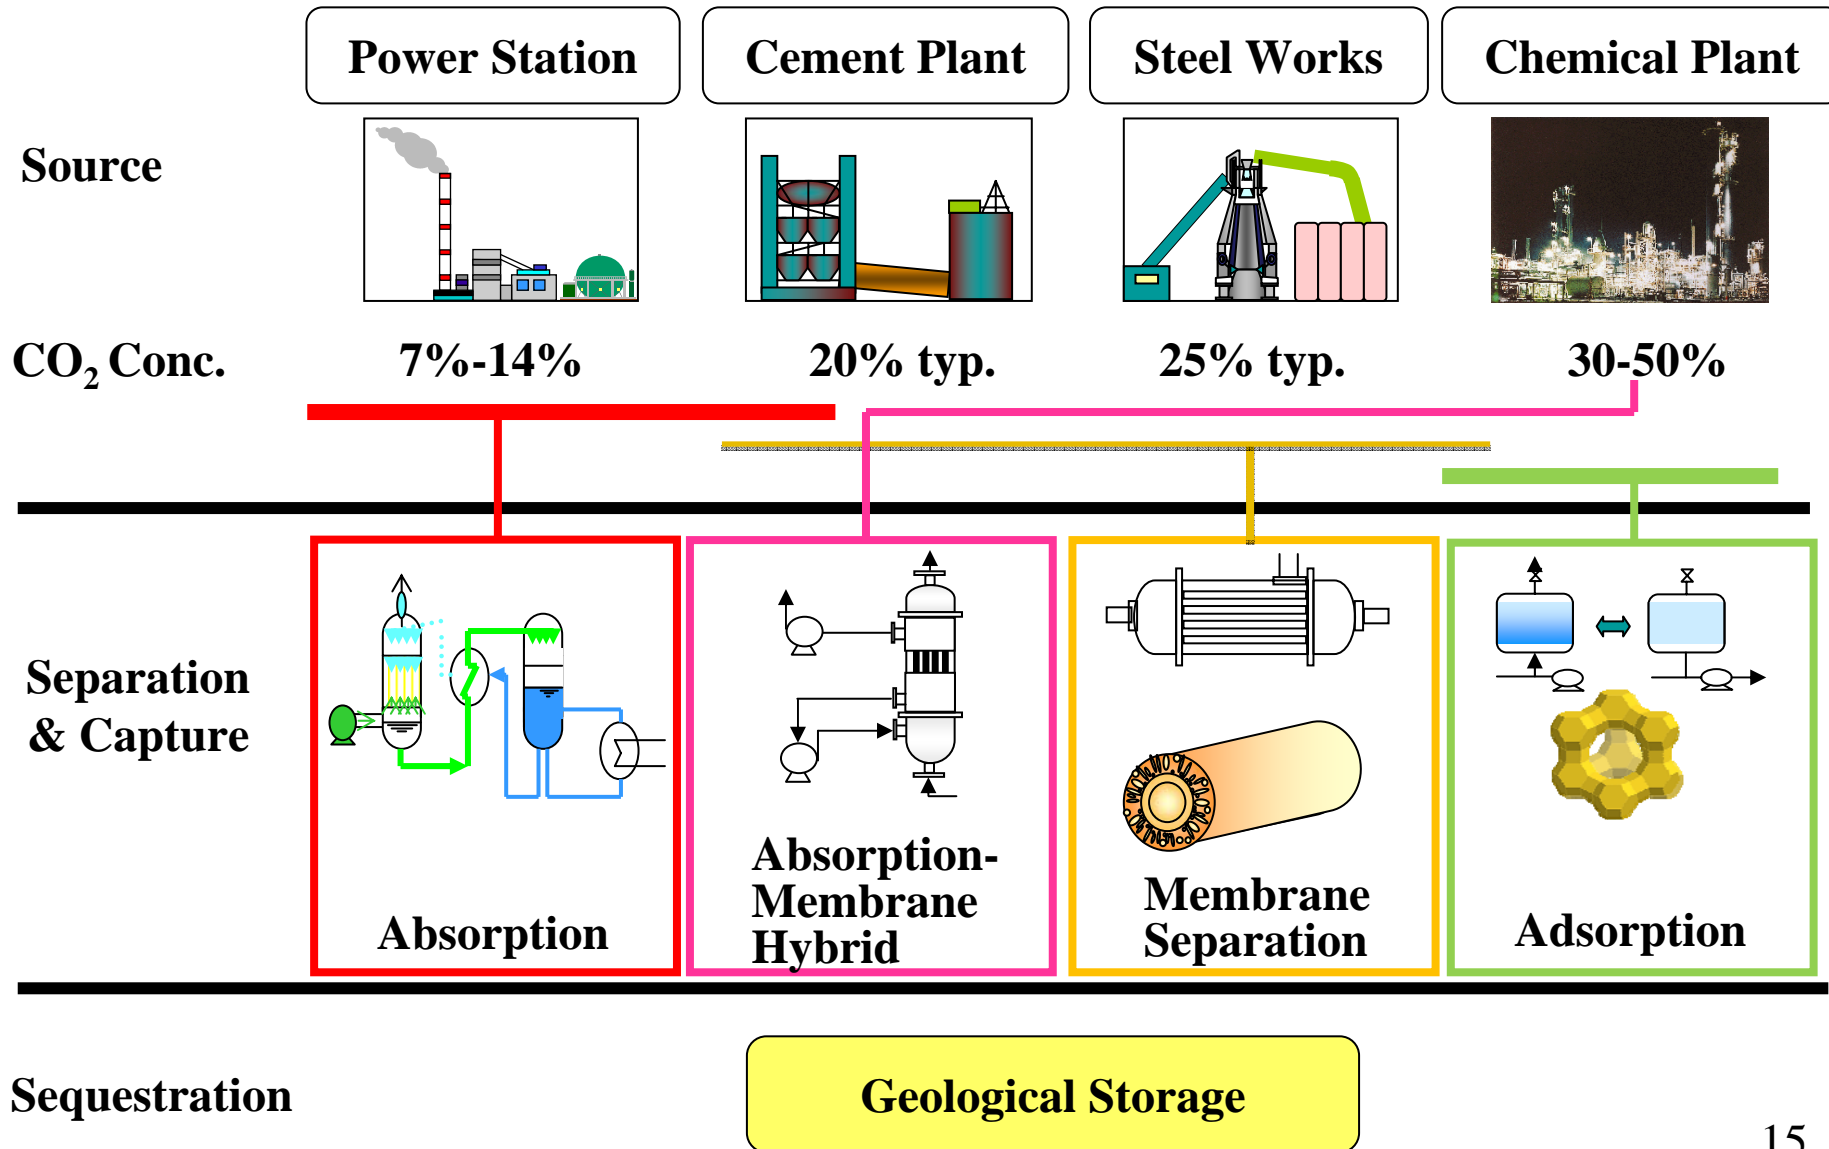 Power Station
Cement Plant
Steel Works
Chemical Plant
Source
CO₂ Conc.
7%-14%
20% typ.
25% typ.
30-50%
Separation
& Capture
Absorption
Absorption-
Membrane
Hybrid
Membrane
Separation
Adsorption
Sequestration
Geological Storage
15